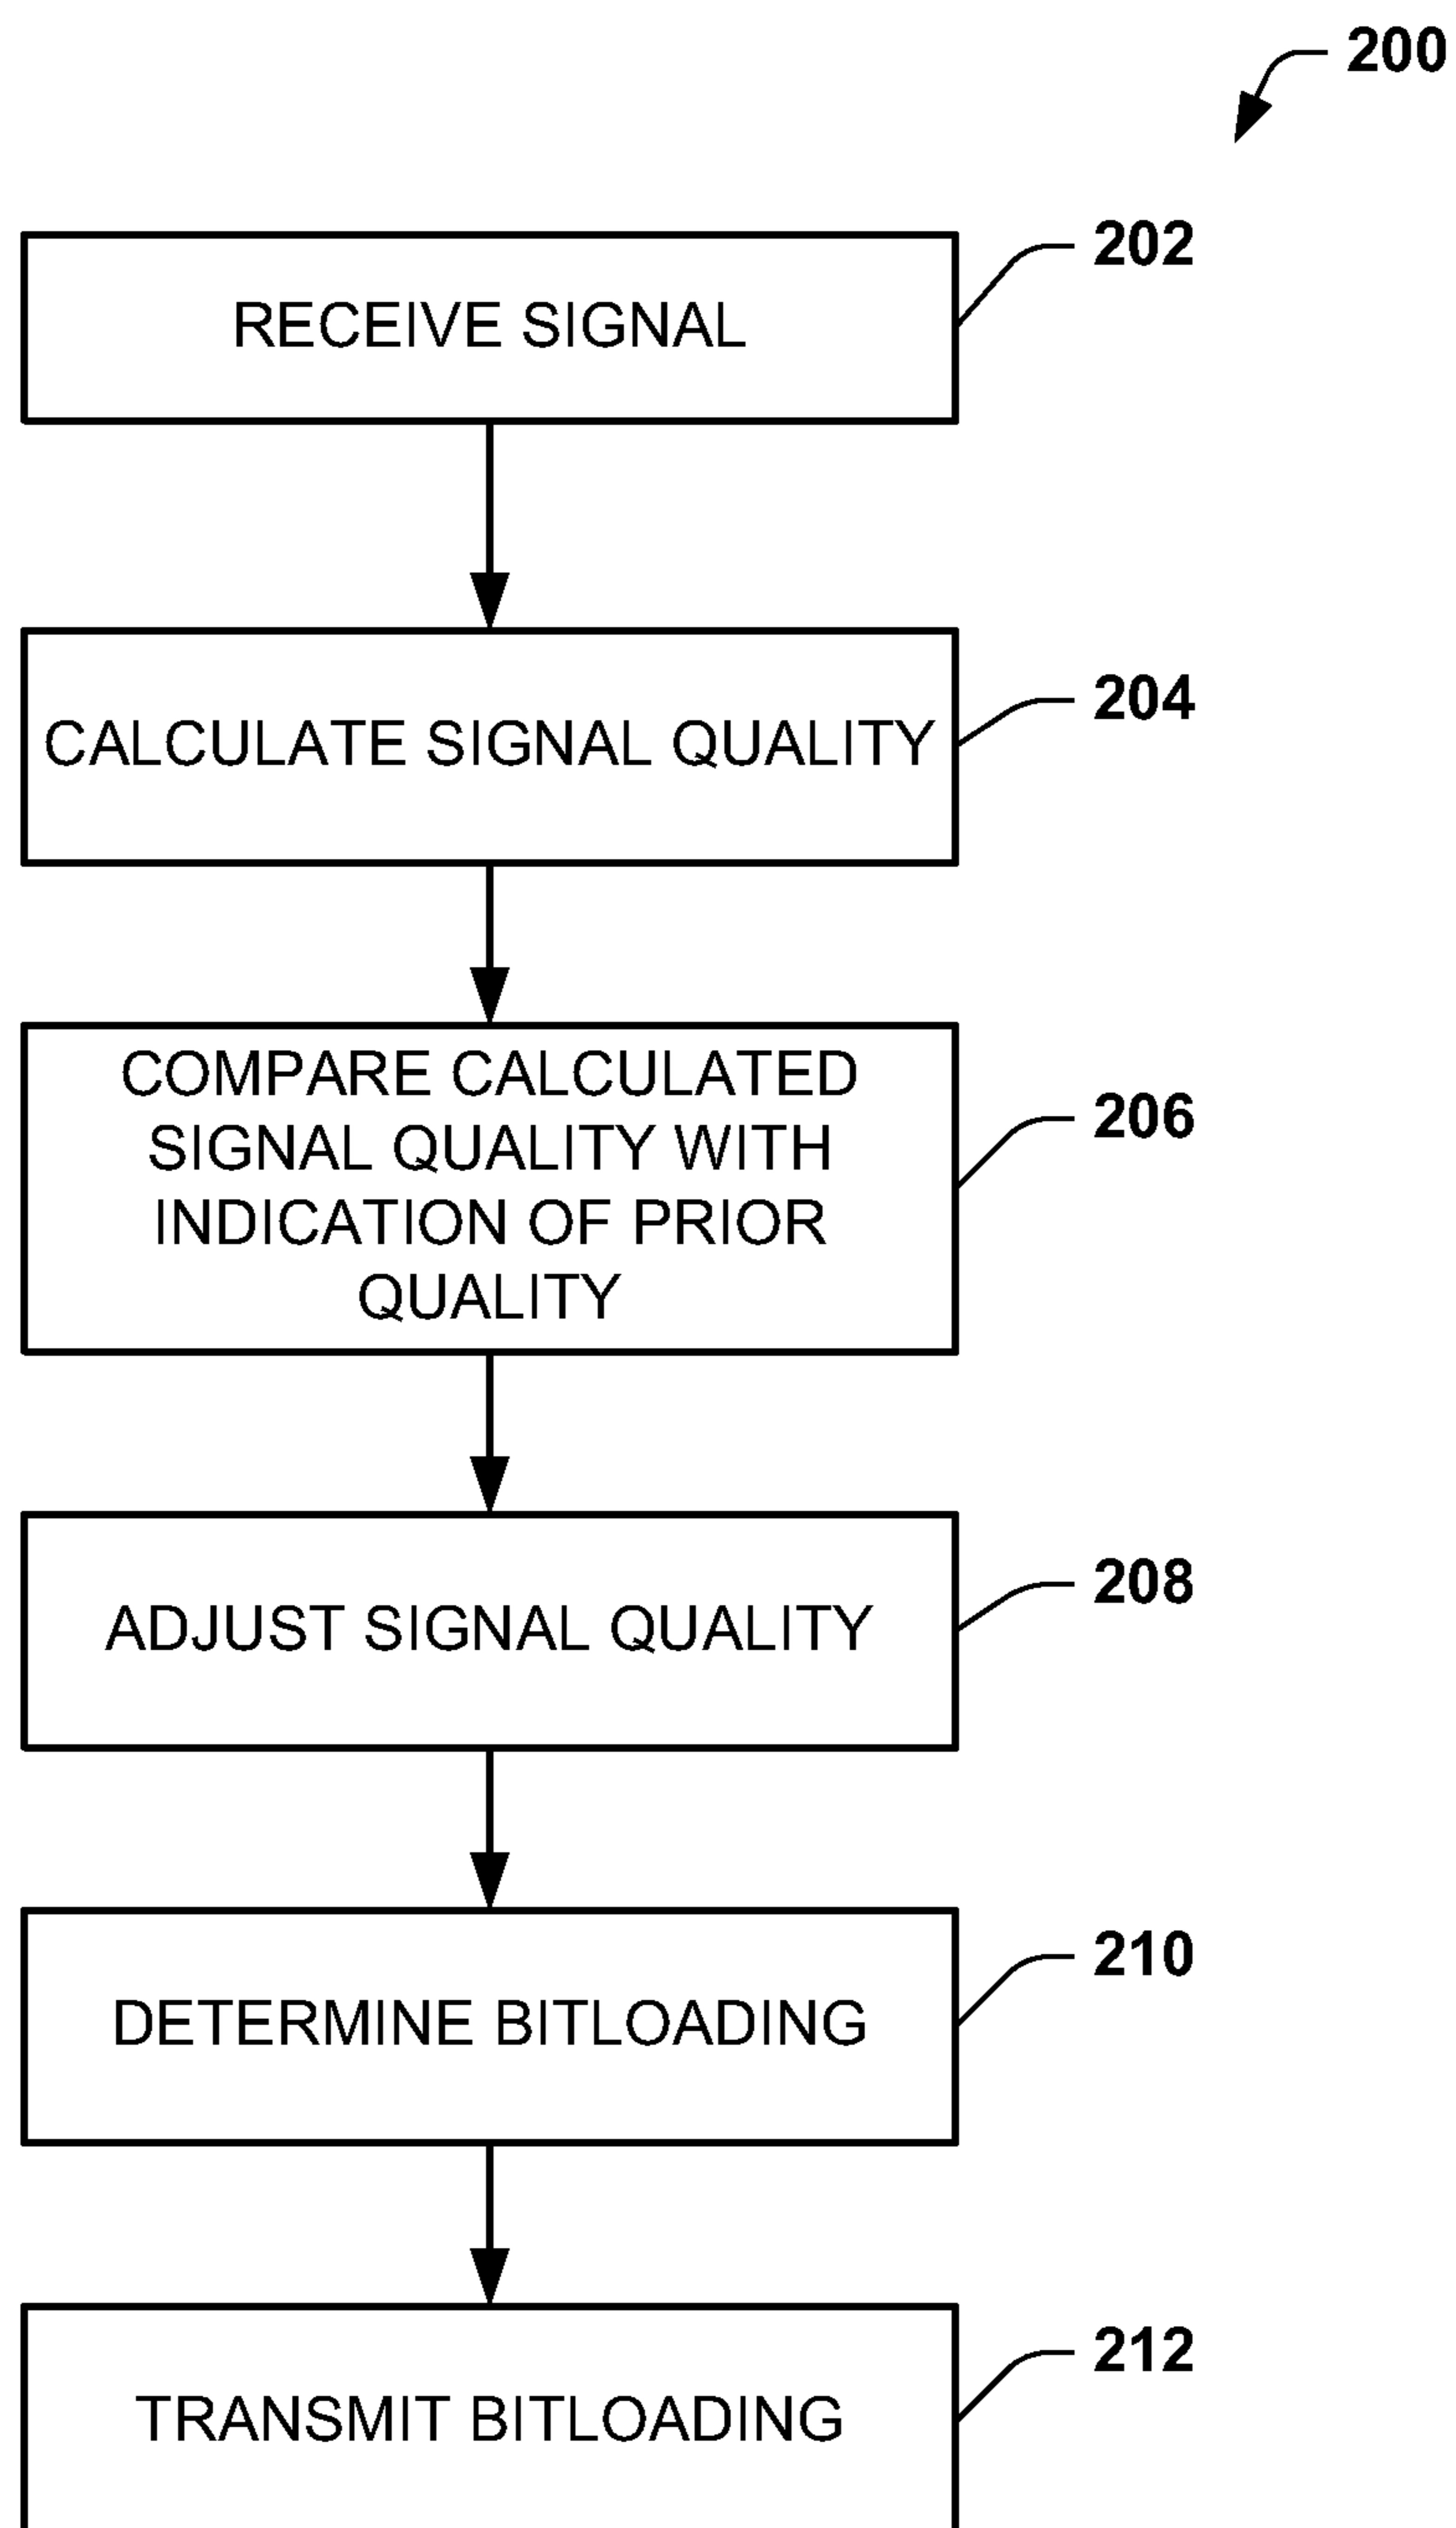 200
202
RECEIVE SIGNAL
204
CALCULATE SIGNAL QUALITY
206
COMPARE CALCULATED
SIGNAL QUALITY WITH
INDICATION OF PRIOR
QUALITY
208
ADJUST SIGNAL QUALITY
210
DETERMINE BITLOADING
212
TRANSMIT BITLOADING